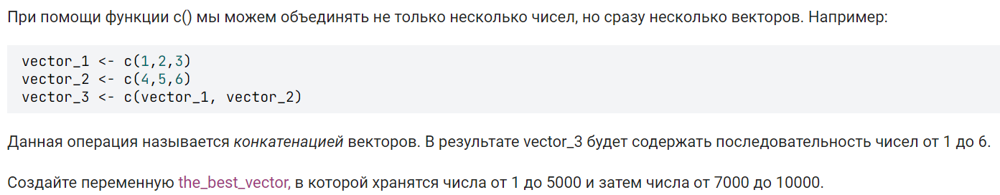 При помощи функции c() мы можем объединять не только несколько чисел, но сразу несколько векторов. Например:
vector_1 <- c(1,2,3)
vector_2 <- c(4,5,6)
vector_3 <- c(vector_1, vector_2)
Данная операция называется конкатенацией векторов. В результате vector_3 будет содержать последовательность чисел от 1 до 6.
Создайте переменную the_best_vector, в которой хранятся числа от 1 до 5000 и затем числа от 7000 до 10000.